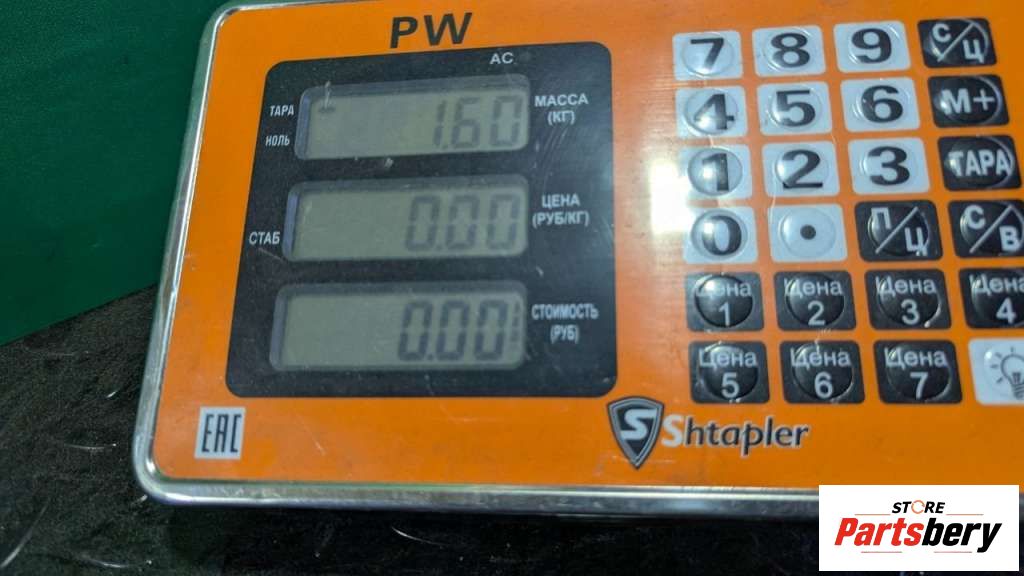 PW
AC
ТАРА
НОЛЬ
1.60
МАССА
(КГ)
СТАБ
0.00
ЦЕНА
(РУБ/КГ)
0.00
СТОИМОСТЬ
(РУБ)
7 8 9 С/Ц
4 5 6 М+
1 2 3 ТАРА
0 • П/Ц С/В
Цена 1 Цена 2 Цена 3 Цена 4
Цена 5 Цена 6 Цена 7
EAC
S Shtapler
STORE
Partsbery